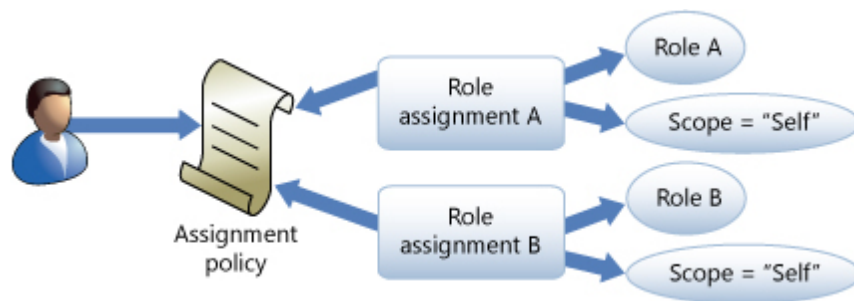 Role A
Role
assignment A
Scope = “Self”
Assignment
policy
Role B
Role
assignment B
Scope = “Self”